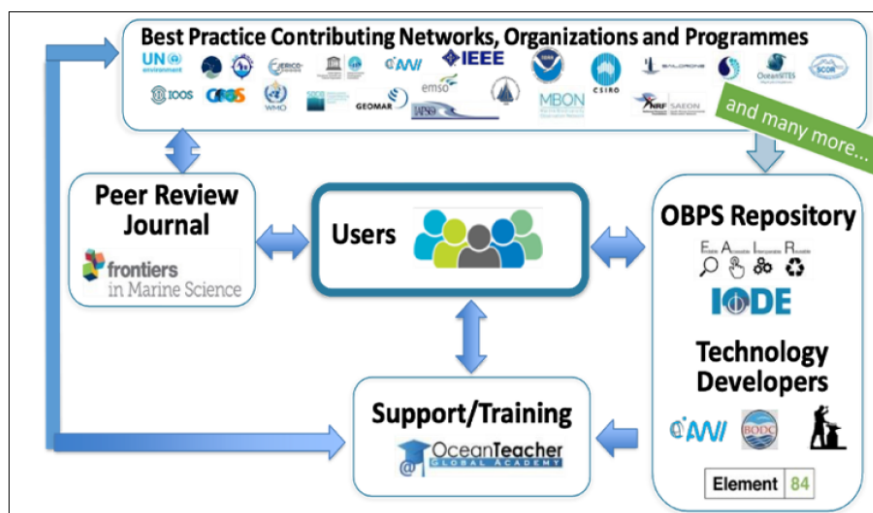 Best Practice Contributing Networks, Organizations and Programmes
UN
environment
IEEE
AWI
emso
CSIRO
OceanSITES
SCOR
IOOS
WMO
GEOMAR
IAPSO
MBON
NRF SAEON
and many more...
Peer Review
Journal
frontiers
in Marine Science
Users
OBPS Repository
F A I R
IODE
Technology
Developers
AWI
BODC
Element 84
Support/Training
OceanTeacher
GLOBAL ACADEMY